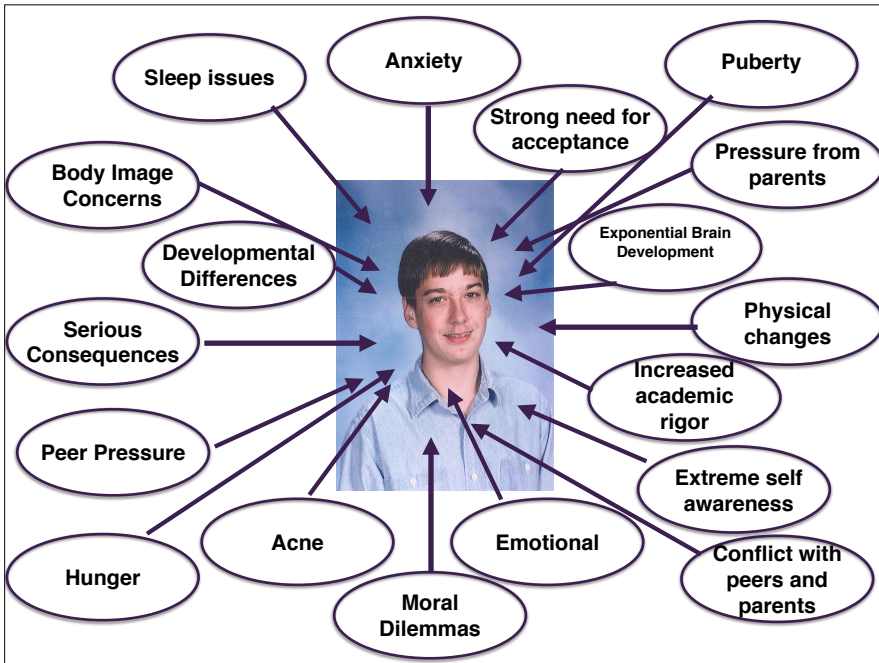 Anxiety
Puberty
Sleep issues
Strong need for
acceptance
Pressure from
parents
Body Image
Concerns
Exponential Brain
Development
Developmental
Differences
Physical
changes
Serious
Consequences
Increased
academic
rigor
Peer Pressure
Extreme self
awareness
Acne
Emotional
Conflict with
peers and
parents
Hunger
Moral
Dilemmas